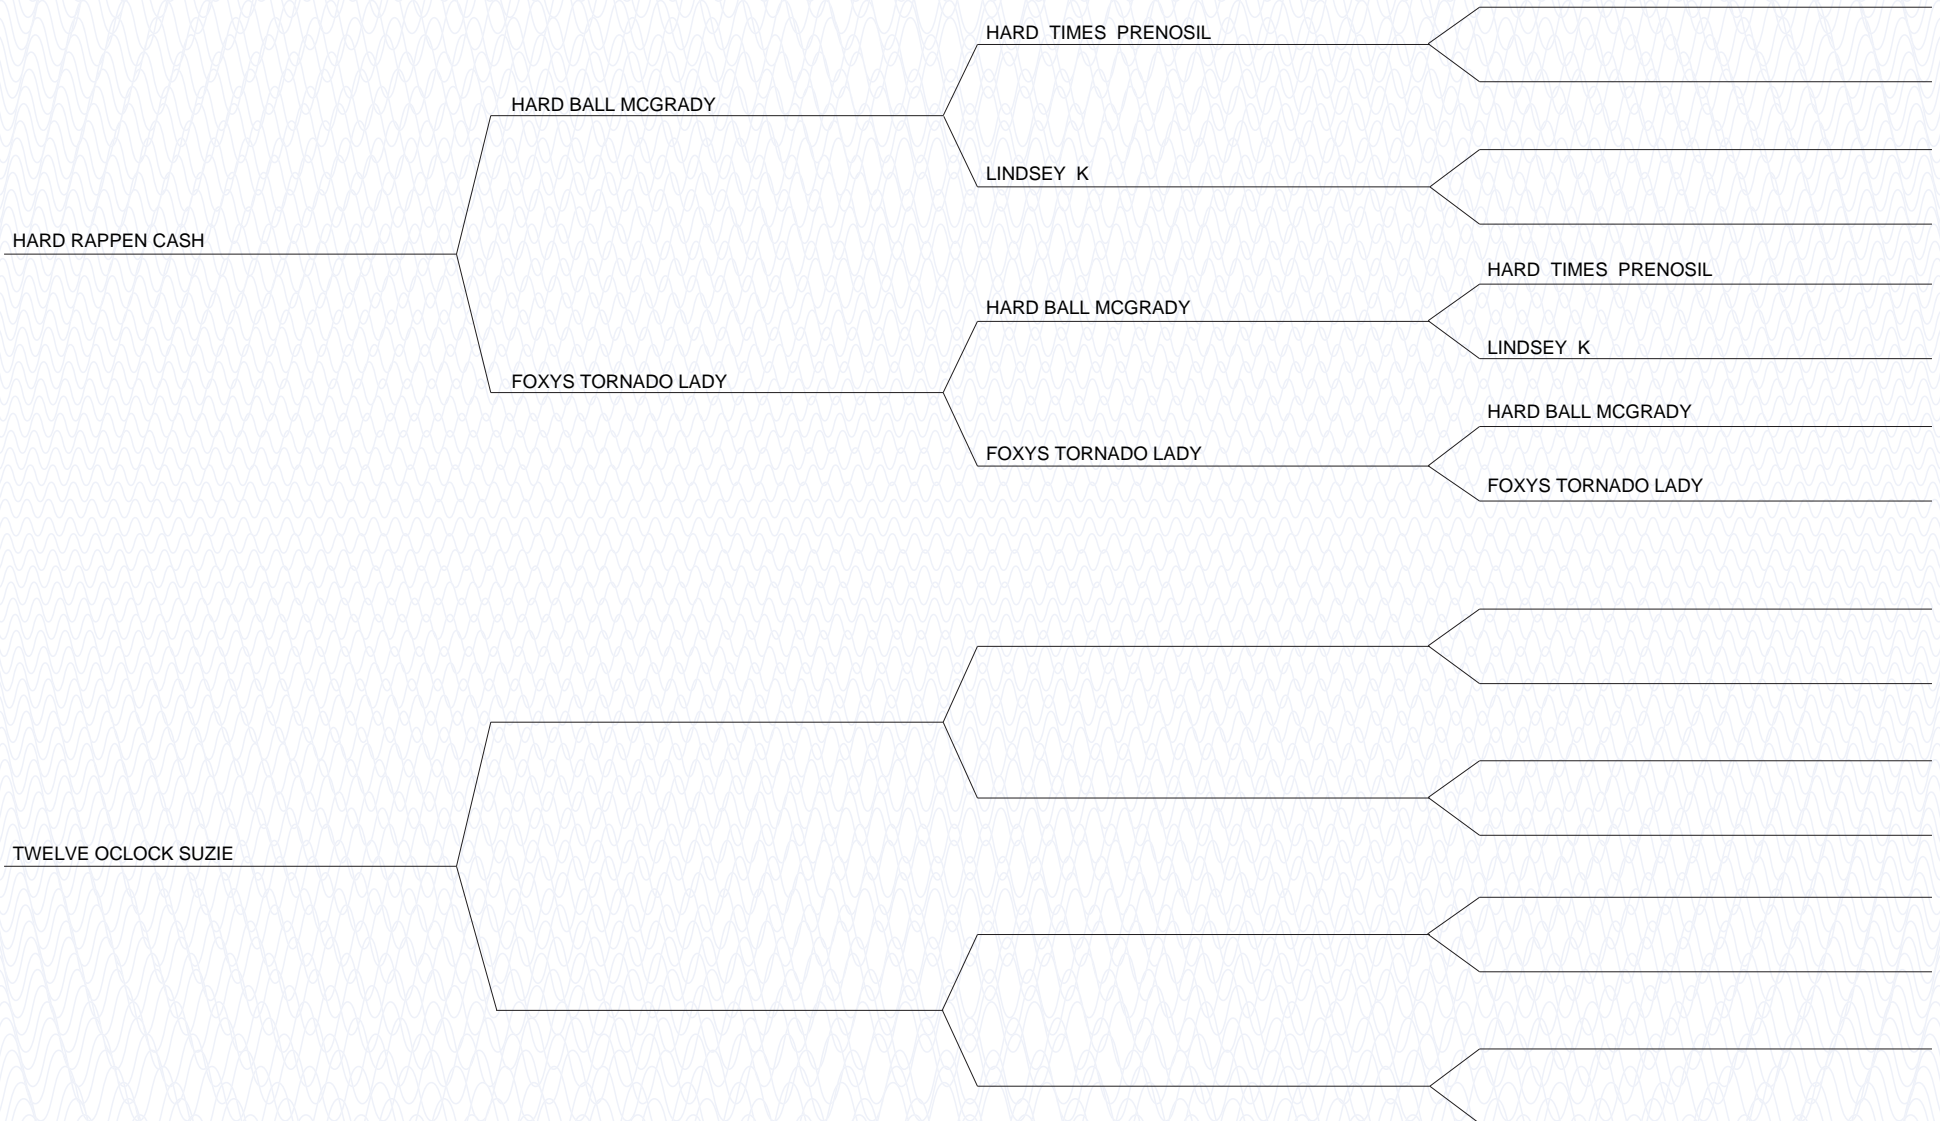 HARD TIMES PRENOSIL
HARD BALL MCGRADY
LINDSEY K
HARD RAPPEN CASH
HARD TIMES PRENOSIL
HARD BALL MCGRADY
LINDSEY K
FOXYS TORNADO LADY
HARD BALL MCGRADY
FOXYS TORNADO LADY
FOXYS TORNADO LADY
TWELVE OCLOCK SUZIE